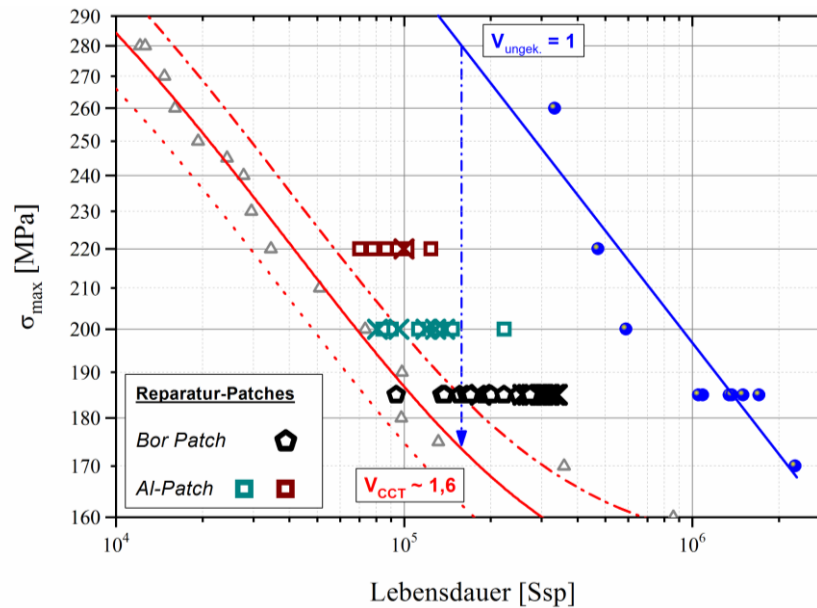 290
280
270
260
250
240
230
220
210
200
190
180
170
160
σmax [MPa]
Vungek. = 1
Reparatur-Patches
Bor Patch
Al-Patch
VCCT ~ 1,6
10^4
10^5
10^6
Lebensdauer [Ssp]